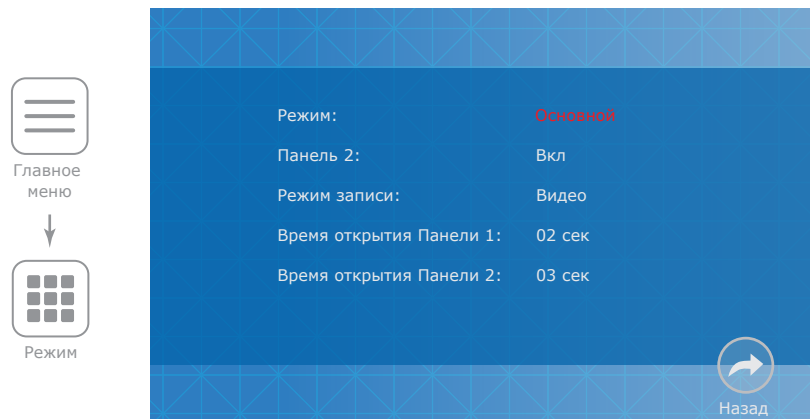 Главное
меню
Режим
Режим: Основной
Панель 2: Вкл
Режим записи: Видео
Время открытия Панели 1: 02 сек
Время открытия Панели 2: 03 сек
Назад